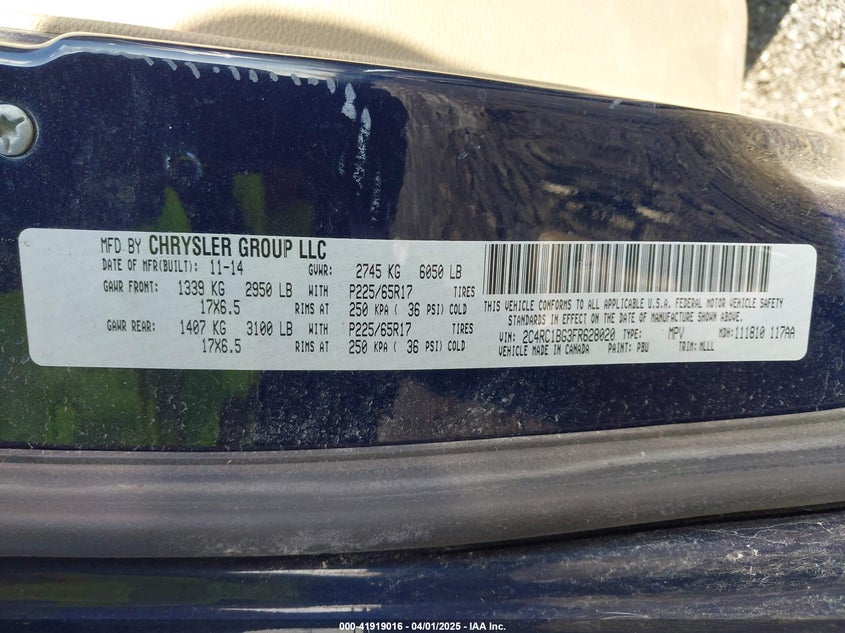 MFD. BY CHRYSLER GROUP LLC
DATE OF MFR(BUILT): 11-14 GVWR: 2745 KG 6050 LB
GAWR FRONT: 1339 KG 2950 LB WITH P225/65R17 TIRES
17X6.5 RIMS AT 250 KPA ( 36 PSI) COLD
GAWR REAR: 1407 KG 3100 LB WITH P225/65R17 TIRES
17X6.5 RIMS AT 250 KPA ( 36 PSI) COLD
THIS VEHICLE CONFORMS TO ALL APPLICABLE U.S.A. FEDERAL MOTOR VEHICLE SAFETY
STANDARDS IN EFFECT ON THE DATE OF MANUFACTURE SHOWN ABOVE.
VIN: 2C4RC1BG3FR628020 TYPE: MPV MDH:111810 117AA
VEHICLE MADE IN CANADA PAINT: PBU TRIM: MLLL
000-41919016 - 04/01/2025 - IAA Inc.